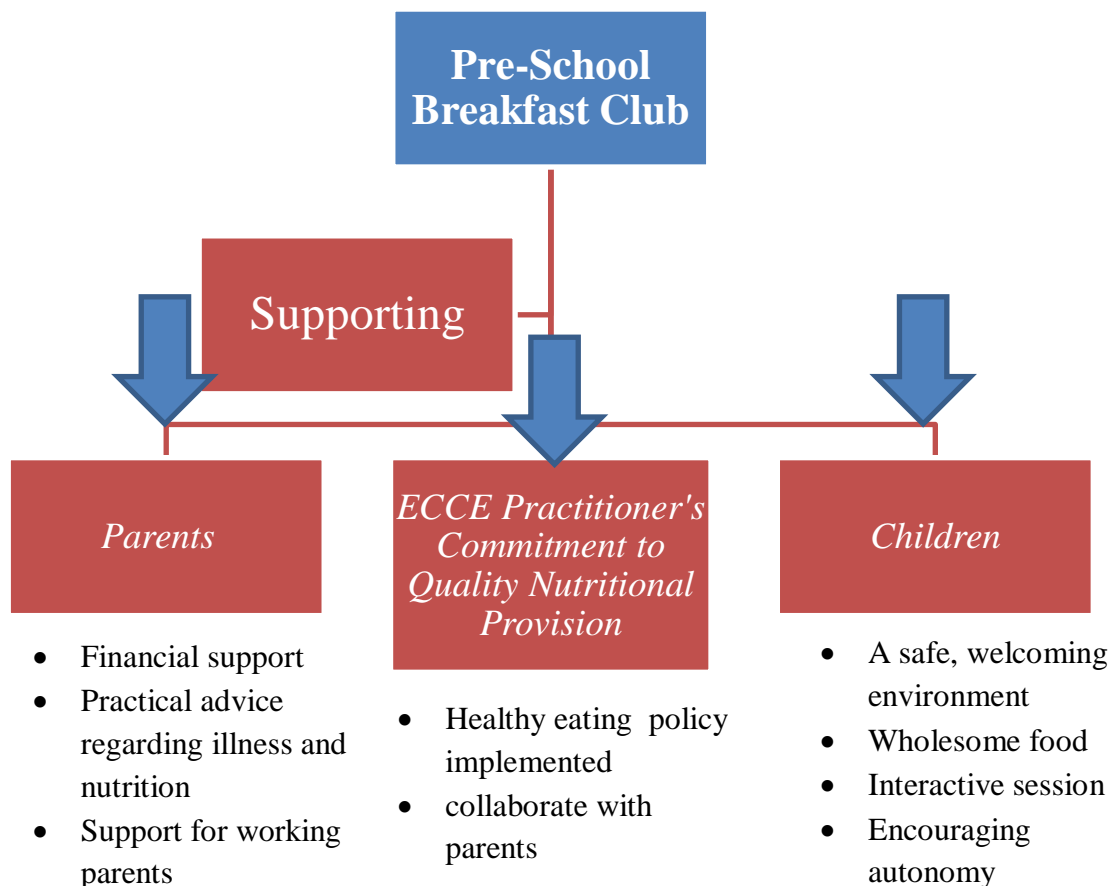 Pre-School
Breakfast Club
Supporting
Parents
ECCE Practitioner's
Commitment to
Quality Nutritional
Provision
Children
• Financial support
• Practical advice
regarding illness and
nutrition
• Support for working
parents
• Healthy eating  policy
implemented
• collaborate with
parents
• A safe, welcoming
environment
• Wholesome food
• Interactive session
• Encouraging
autonomy